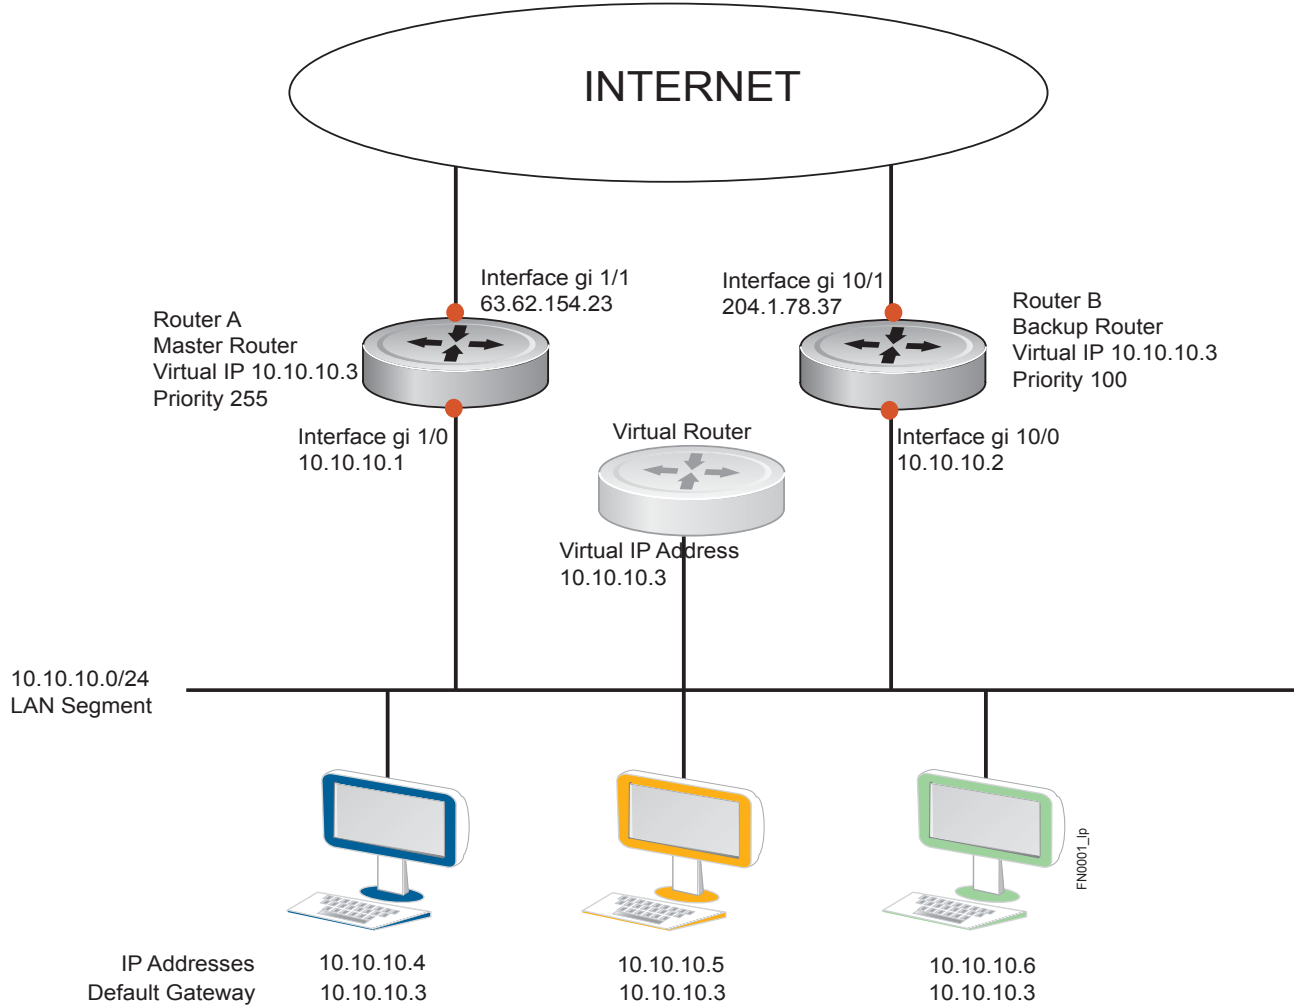 INTERNET
Interface gi 1/1
63.62.154.23
Interface gi 10/1
204.1.78.37
Router A
Master Router
Virtual IP 10.10.10.3
Priority 255
Router B
Backup Router
Virtual IP 10.10.10.3
Priority 100
Interface gi 1/0
10.10.10.1
Virtual Router
Interface gi 10/0
10.10.10.2
Virtual IP Address
10.10.10.3
10.10.10.0/24
LAN Segment
FN0001_lp
IP Addresses 10.10.10.4 10.10.10.5 10.10.10.6
Default Gateway 10.10.10.3 10.10.10.3 10.10.10.3